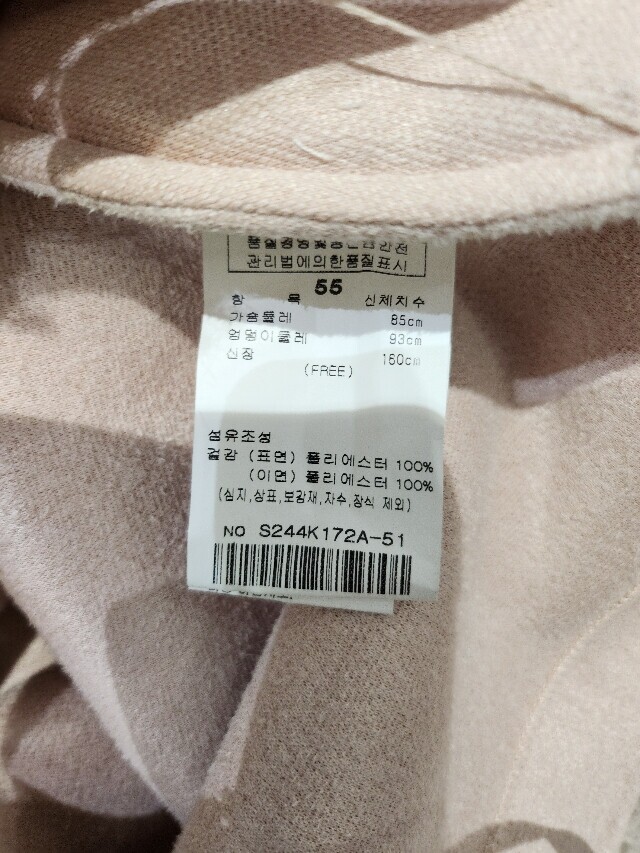 관리법에의한품질표시
55
항 목 신체치수
가슴둘레 85cm
엉덩이둘레 93cm
신장 160cm
(FREE)
섬유조성
겉감 (표면) 폴리에스터 100%
(이면) 폴리에스터 100%
(심지,상표,보강재,자수,장식 제외)
NO S244K172A-51